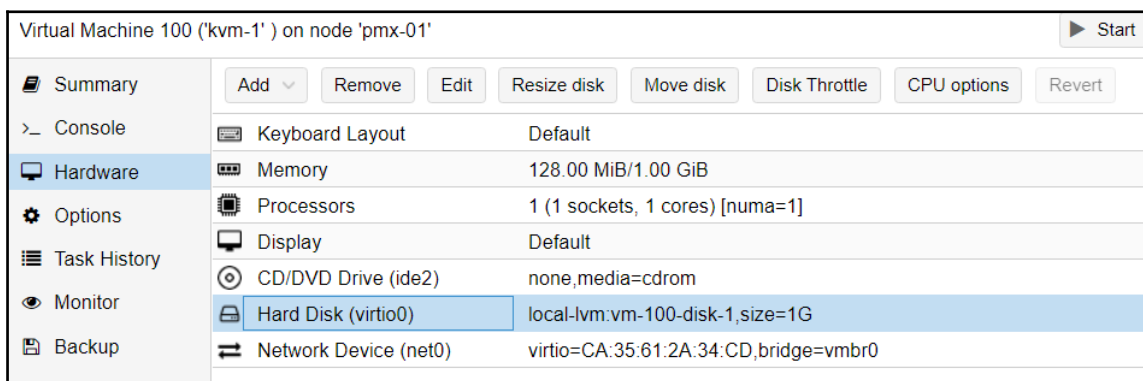 Virtual Machine 100 ('kvm-1' ) on node 'pmx-01' Start
Summary
Console
Hardware
Options
Task History
Monitor
Backup
Add Remove Edit Resize disk Move disk Disk Throttle CPU options Revert
Keyboard Layout Default
Memory 128.00 MiB/1.00 GiB
Processors 1 (1 sockets, 1 cores) [numa=1]
Display Default
CD/DVD Drive (ide2) none,media=cdrom
Hard Disk (virtio0) local-lvm:vm-100-disk-1,size=1G
Network Device (net0) virtio=CA:35:61:2A:34:CD,bridge=vmbr0